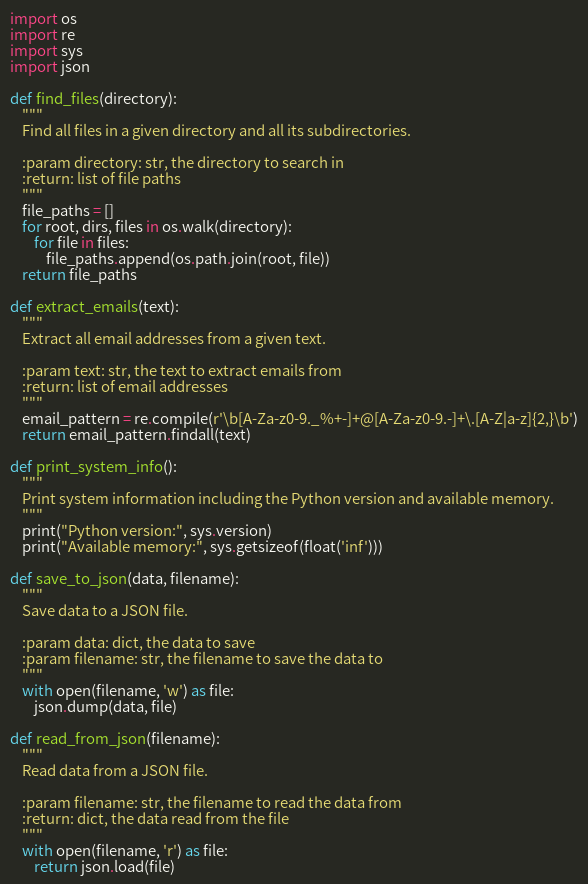 import os
import re
import sys
import json

def find_files(directory):
    """
    Find all files in a given directory and all its subdirectories.

    :param directory: str, the directory to search in
    :return: list of file paths
    """
    file_paths = []
    for root, dirs, files in os.walk(directory):
        for file in files:
            file_paths.append(os.path.join(root, file))
    return file_paths

def extract_emails(text):
    """
    Extract all email addresses from a given text.

    :param text: str, the text to extract emails from
    :return: list of email addresses
    """
    email_pattern = re.compile(r'\b[A-Za-z0-9._%+-]+@[A-Za-z0-9.-]+\.[A-Z|a-z]{2,}\b')
    return email_pattern.findall(text)

def print_system_info():
    """
    Print system information including the Python version and available memory.
    """
    print("Python version:", sys.version)
    print("Available memory:", sys.getsizeof(float('inf')))

def save_to_json(data, filename):
    """
    Save data to a JSON file.

    :param data: dict, the data to save
    :param filename: str, the filename to save the data to
    """
    with open(filename, 'w') as file:
        json.dump(data, file)

def read_from_json(filename):
    """
    Read data from a JSON file.

    :param filename: str, the filename to read the data from
    :return: dict, the data read from the file
    """
    with open(filename, 'r') as file:
        return json.load(file)